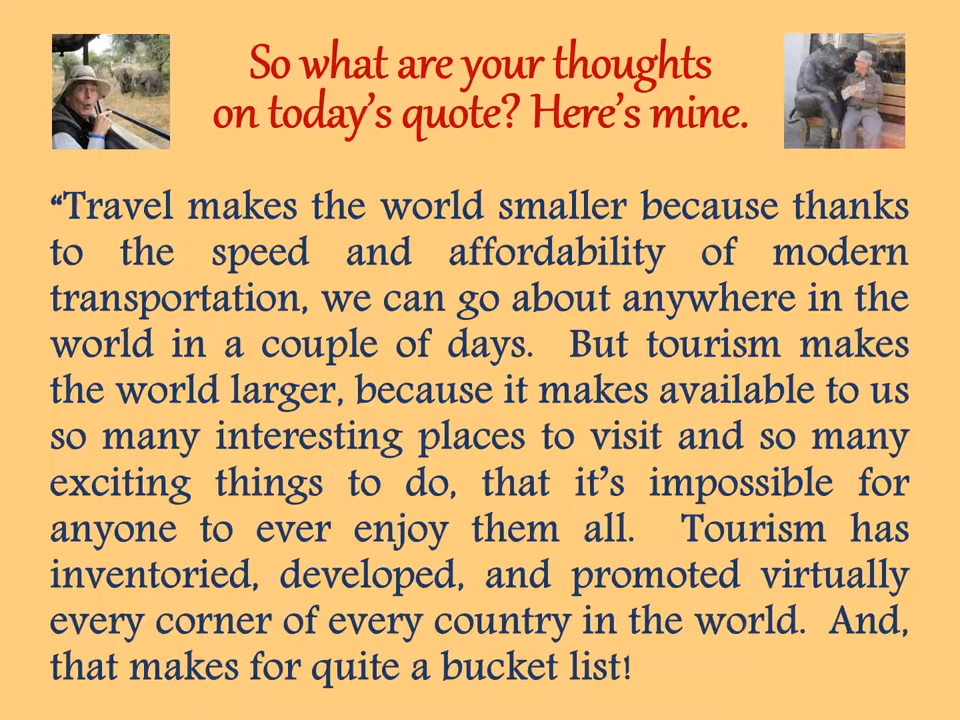 So what are your thoughts
on today's quote? Here's mine.
“Travel makes the world smaller because thanks
to the speed and affordability of modern
transportation, we can go about anywhere in the
world in a couple of days. But tourism makes
the world larger, because it makes available to us
so many interesting places to visit and so many
exciting things to do, that it's impossible for
anyone to ever enjoy them all. Tourism has
inventoried, developed, and promoted virtually
every corner of every country in the world. And,
that makes for quite a bucket list!